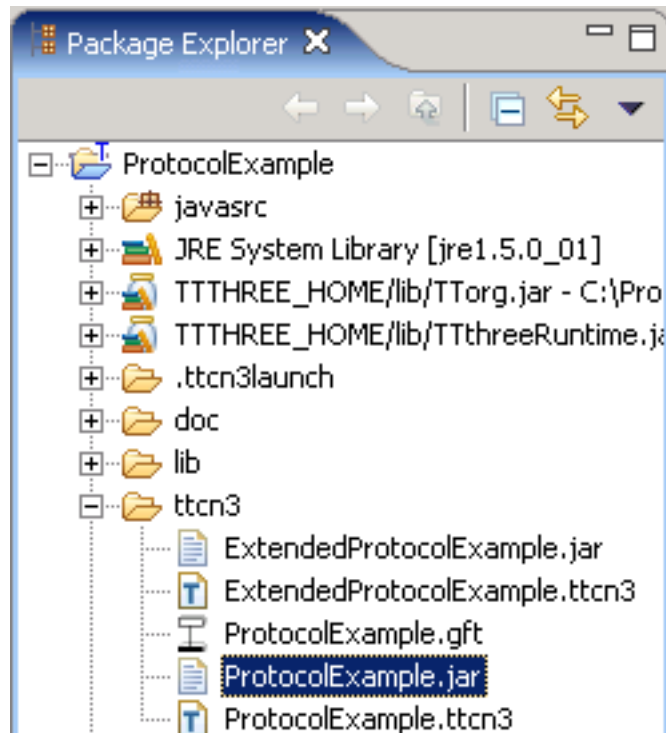 Package Explorer
ProtocolExample
javasrc
JRE System Library [jre1.5.0_01]
TTTHREE_HOME/lib/TTorg.jar - C:\Pro
TTTHREE_HOME/lib/TTthreeRuntime.ja
.ttcn3launch
doc
lib
ttcn3
ExtendedProtocolExample.jar
ExtendedProtocolExample.ttcn3
ProtocolExample.gft
ProtocolExample.jar
ProtocolExample.ttcn3